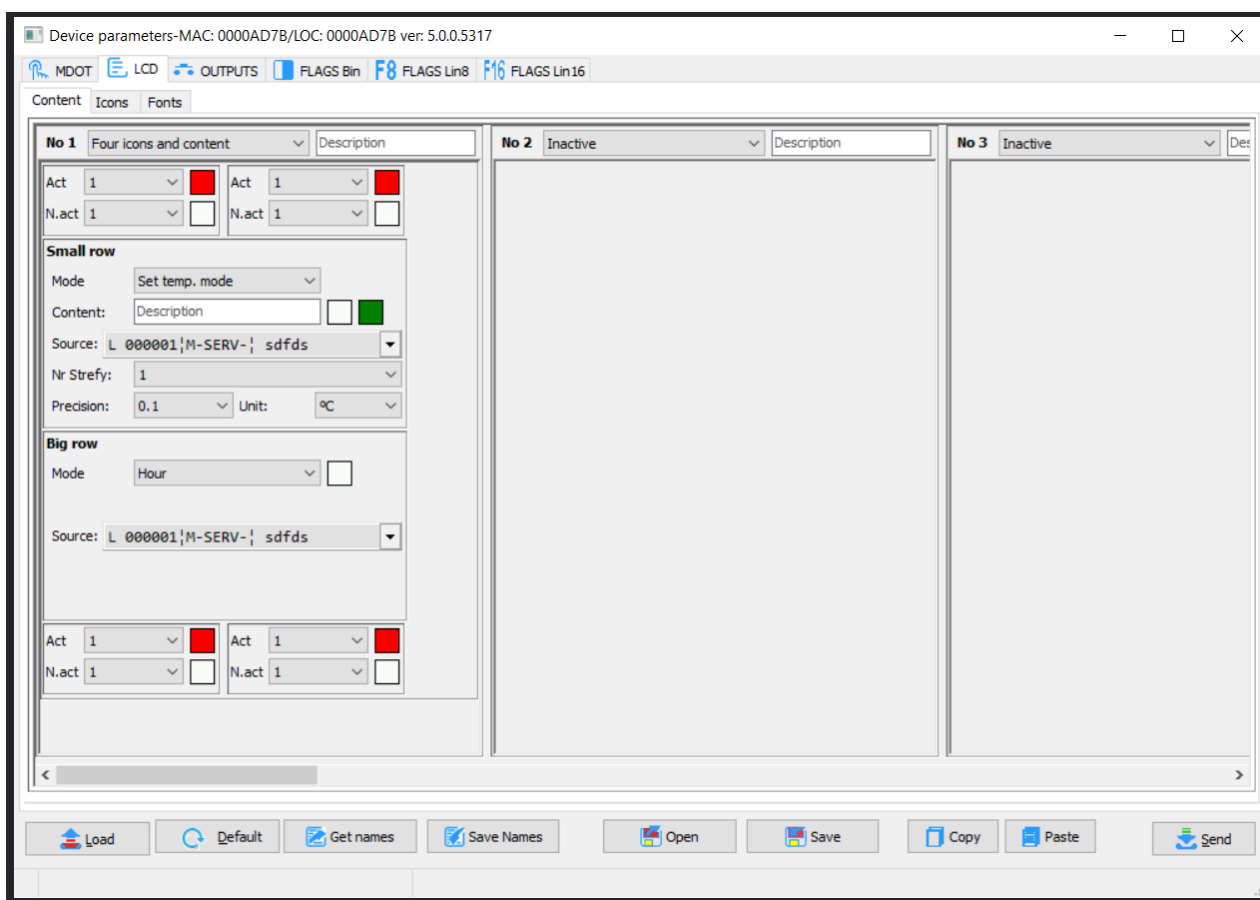 Device parameters-MAC: 0000AD7B/LOC: 0000AD7B ver: 5.0.0.5317
MDOT LCD OUTPUTS FLAGS Bin F8 FLAGS Lin8 F16 FLAGS Lin16
Content Icons Fonts
No 1 Four icons and content Description No 2 Inactive Description No 3 Inactive Des
Act 1 Act 1
N.act 1 N.act 1
Small row
Mode Set temp. mode
Content: Description
Source: L 000001¦M-SERV-¦ sdfds
Nr Strefy: 1
Precision: 0.1 Unit: ºC
Big row
Mode Hour
Source: L 000001¦M-SERV-¦ sdfds
Act 1 Act 1
N.act 1 N.act 1
Load Default Get names Save Names Open Save Copy Paste Send